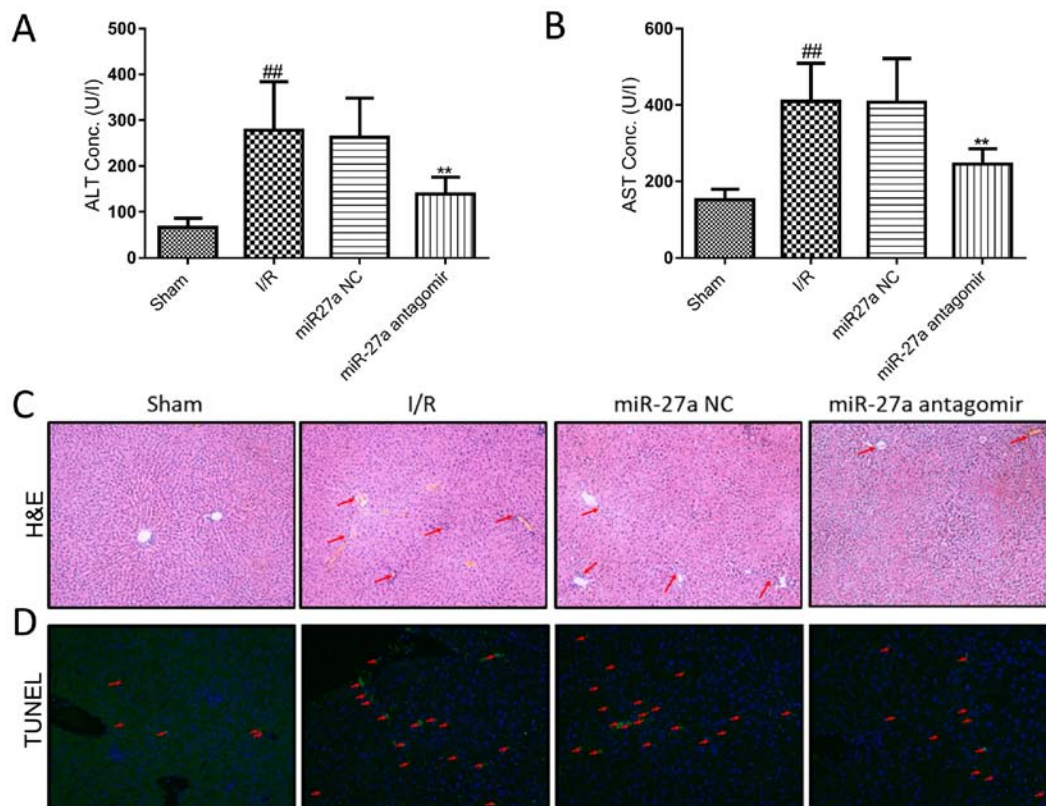 A
ALT Conc. (U/I)
500
400
300
200
100
0
##
**
Sham
I/R
miR27a NC
miR-27a antagomir
B
AST Conc. (U/I)
600
400
200
0
##
**
Sham
I/R
miR27a NC
miR-27a antagomir
C
Sham
I/R
miR-27a NC
miR-27a antagomir
H&E
D
TUNEL